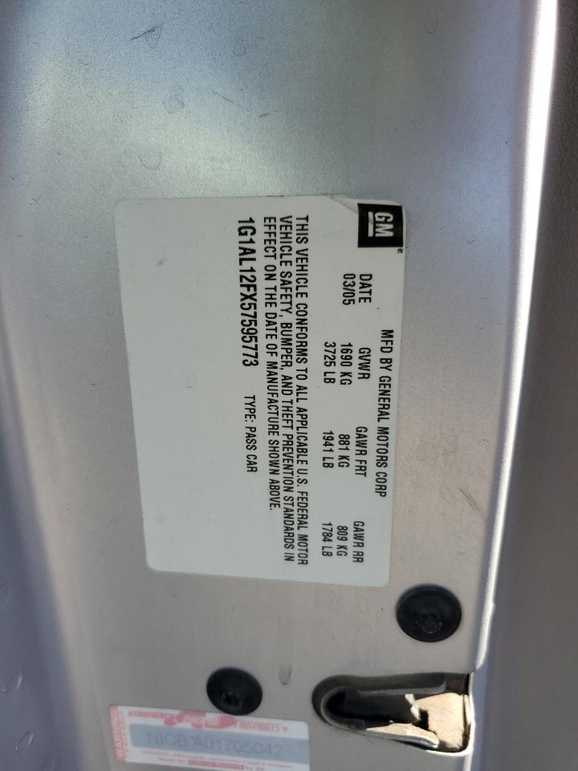 GM
MFD BY GENERAL MOTORS CORP
DATE GVWR GAWR FRT GAWR RR
03/05 1690 KG 881 KG 809 KG
3725 LB 1941 LB 1784 LB
THIS VEHICLE CONFORMS TO ALL APPLICABLE U.S. FEDERAL MOTOR
VEHICLE SAFETY, BUMPER, AND THEFT PREVENTION STANDARDS IN
EFFECT ON THE DATE OF MANUFACTURE SHOWN ABOVE.
1G1AL12FX57595773 TYPE: PASS CAR